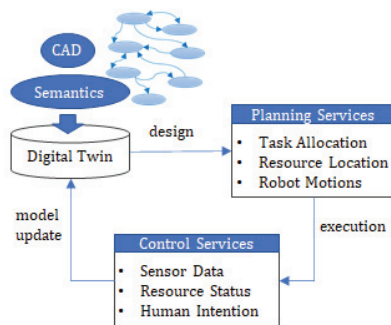 CAD
Semantics
Digital Twin
design
Planning Services
• Task Allocation
• Resource Location
• Robot Motions
model
update
execution
Control Services
• Sensor Data
• Resource Status
• Human Intention